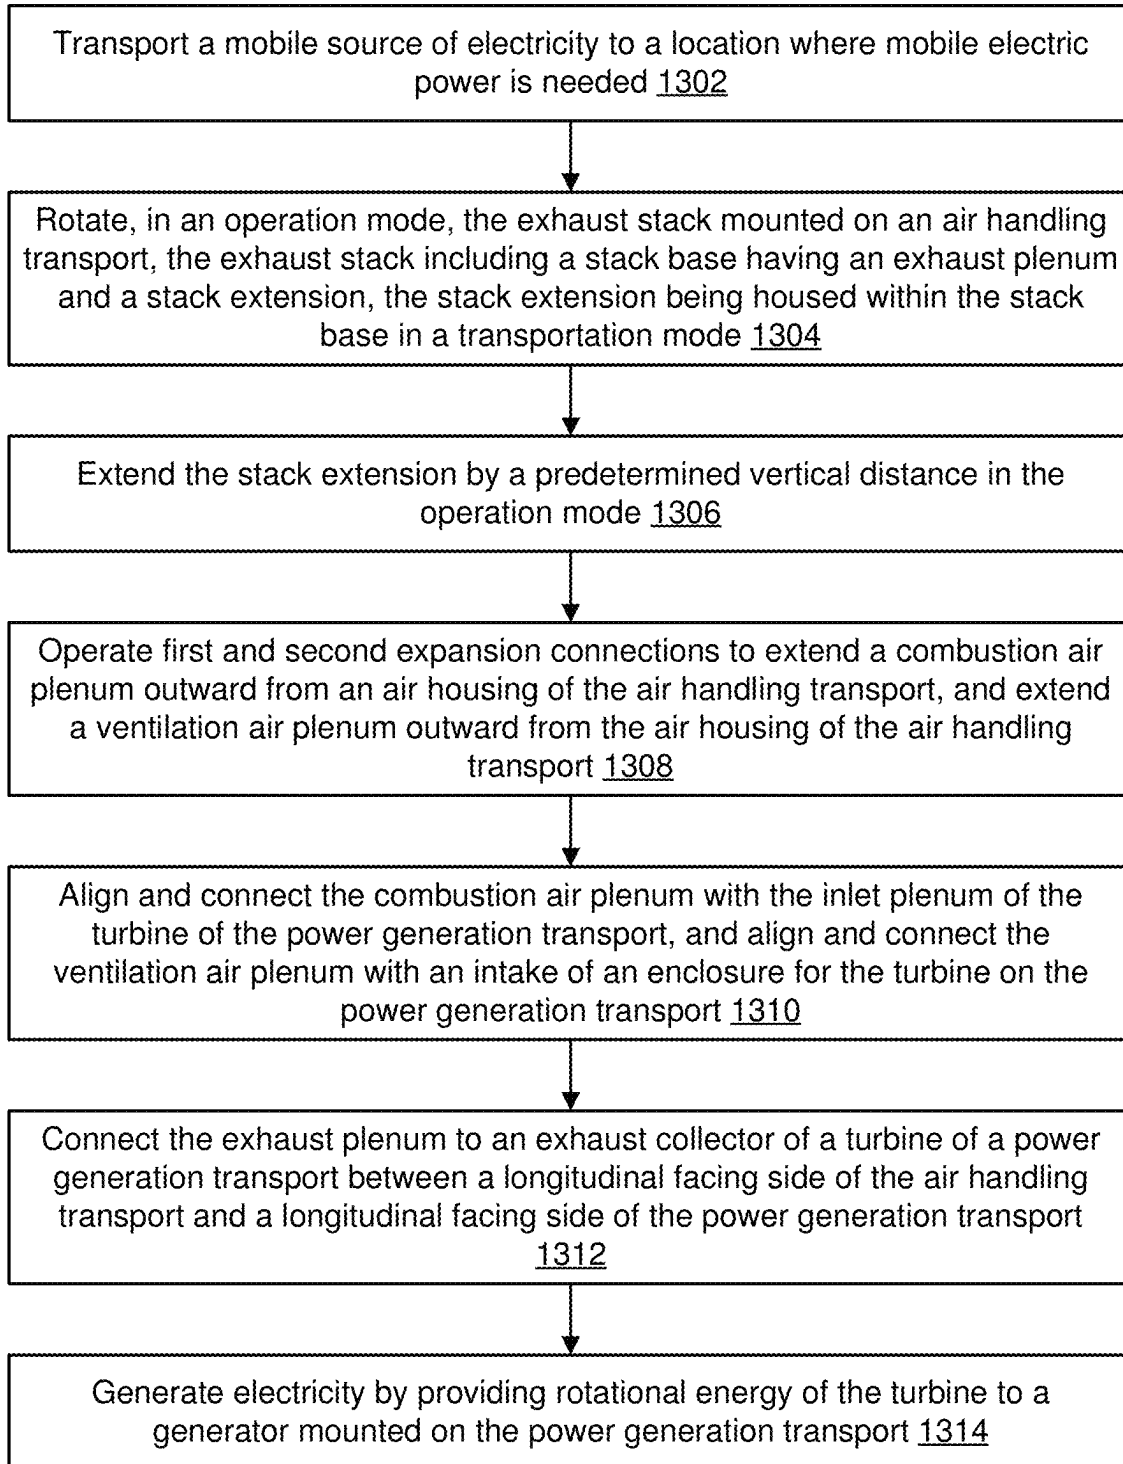 Transport a mobile source of electricity to a location where mobile electric
power is needed 1302
Rotate, in an operation mode, the exhaust stack mounted on an air handling
transport, the exhaust stack including a stack base having an exhaust plenum
and a stack extension, the stack extension being housed within the stack
base in a transportation mode 1304
Extend the stack extension by a predetermined vertical distance in the
operation mode 1306
Operate first and second expansion connections to extend a combustion air
plenum outward from an air housing of the air handling transport, and extend
a ventilation air plenum outward from the air housing of the air handling
transport 1308
Align and connect the combustion air plenum with the inlet plenum of the
turbine of the power generation transport, and align and connect the
ventilation air plenum with an intake of an enclosure for the turbine on the
power generation transport 1310
Connect the exhaust plenum to an exhaust collector of a turbine of a power
generation transport between a longitudinal facing side of the air handling
transport and a longitudinal facing side of the power generation transport
1312
Generate electricity by providing rotational energy of the turbine to a
generator mounted on the power generation transport 1314